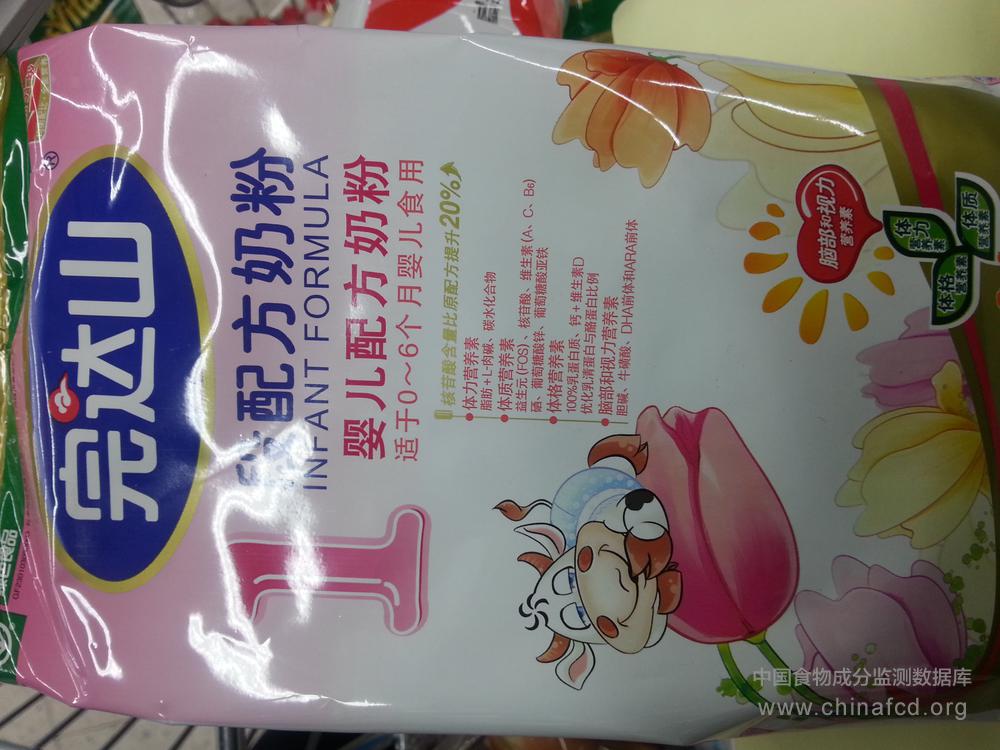 绿色食品
完达山
®
配方奶粉
INFANT FORMULA
1
婴儿配方奶粉
适于0～6个月婴儿食用
核苷酸含量比原配方提升20%
体力营养素
脂肪+L-肉碱、碳水化合物
体质营养素
益生元(FOS)、核苷酸、维生素(A、C、B6)
硒、葡萄糖酸锌、葡萄糖酸亚铁
体格营养素
100%乳蛋白质、钙+维生素D
优化乳清蛋白与酪蛋白比例
脑部和视力营养素
胆碱、牛磺酸、DHA前体和ARA前体
脑部和视力
营养素
体力
营养素
体质
营养素
体格
营养素
中国食物成分监测数据库
www.chinafcd.org